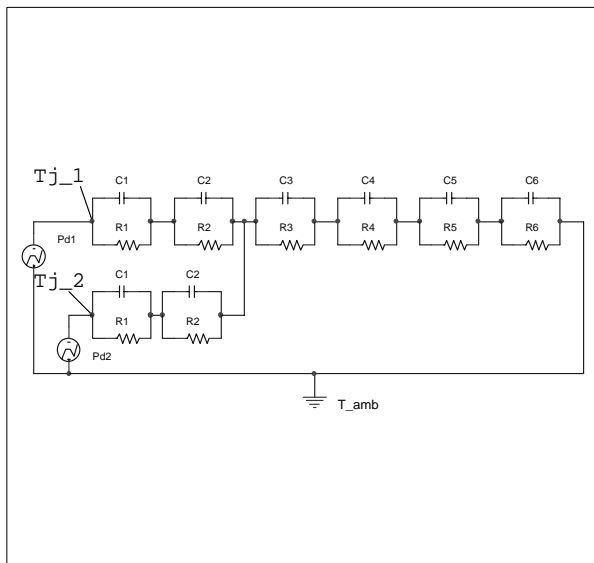 Tj_1
C1 C2 C3 C4 C5 C6
R1 R2 R3 R4 R5 R6
Pd1
Tj_2
C1 C2
R1 R2
Pd2
T_amb